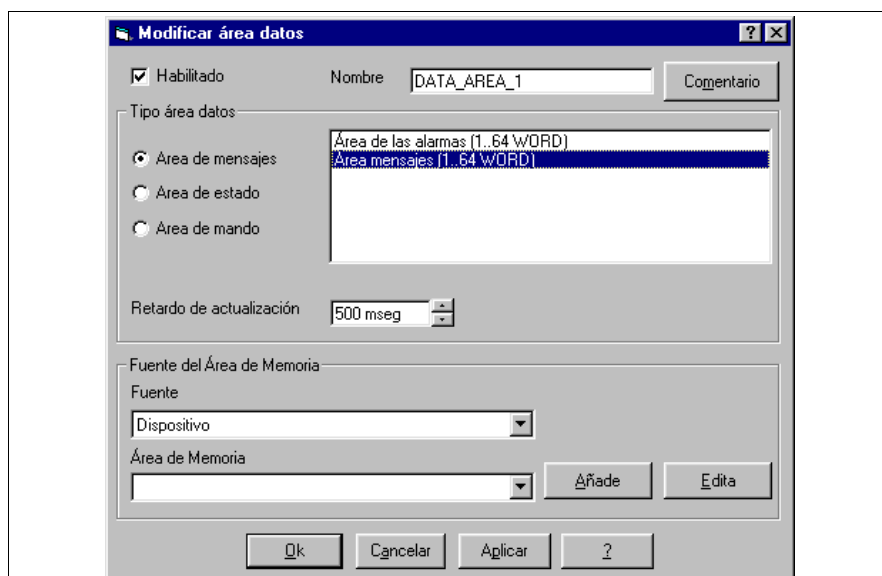 Modificar área datos
Habilitado Nombre DATA_AREA_1 Comentario
Tipo área datos
Área de las alarmas (1..64 WORD)
Área mensajes (1..64 WORD)
Area de mensajes
Area de estado
Area de mando
Retardo de actualización 500 mseg
Fuente del Área de Memoria
Fuente
Dispositivo
Área de Memoria
Añade Edita
Ok Cancelar Aplicar ?